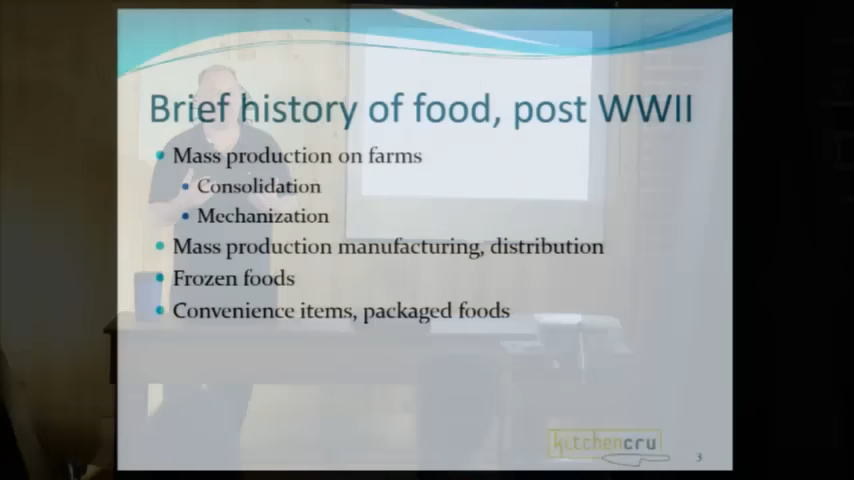 Brief history of food, post WWII
Mass production on farms
Consolidation
Mechanization
Mass production manufacturing, distribution
Frozen foods
Convenience items, packaged foods
kitchencru
3